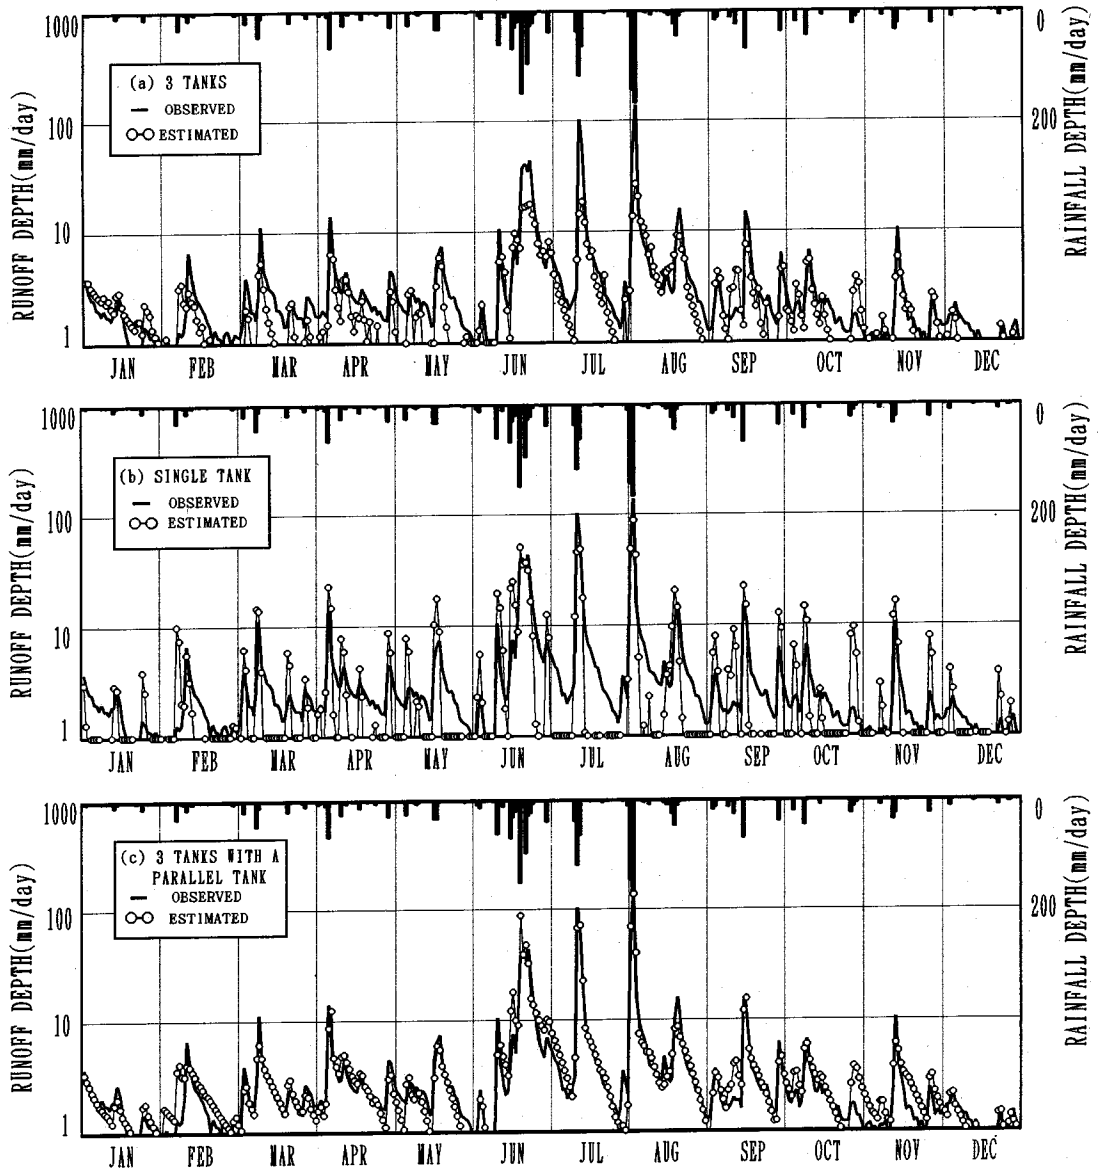 1000
100
10
1
RUNOFF DEPTH(mm/day)
(a) 3 TANKS
OBSERVED
ESTIMATED
0
200
RAINFALL DEPTH(mm/day)
JAN FEB MAR APR MAY JUN JUL AUG SEP OCT NOV DEC
1000
100
10
1
RUNOFF DEPTH(mm/day)
(b) SINGLE TANK
OBSERVED
ESTIMATED
0
200
RAINFALL DEPTH(mm/day)
JAN FEB MAR APR MAY JUN JUL AUG SEP OCT NOV DEC
1000
100
10
1
RUNOFF DEPTH(mm/day)
(c) 3 TANKS WITH A
PARALLEL TANK
OBSERVED
ESTIMATED
0
200
RAINFALL DEPTH(mm/day)
JAN FEB MAR APR MAY JUN JUL AUG SEP OCT NOV DEC